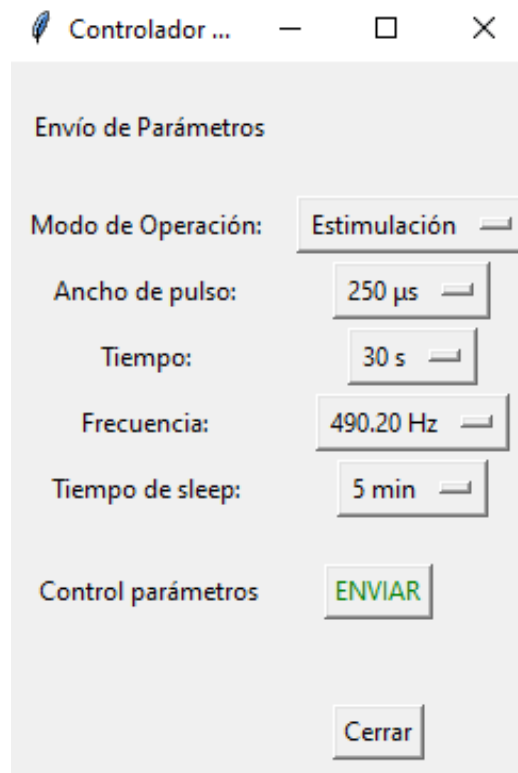 Controlador ...
Envío de Parámetros
Modo de Operación: Estimulación
Ancho de pulso: 250 μs
Tiempo: 30 s
Frecuencia: 490.20 Hz
Tiempo de sleep: 5 min
Control parámetros ENVIAR
Cerrar